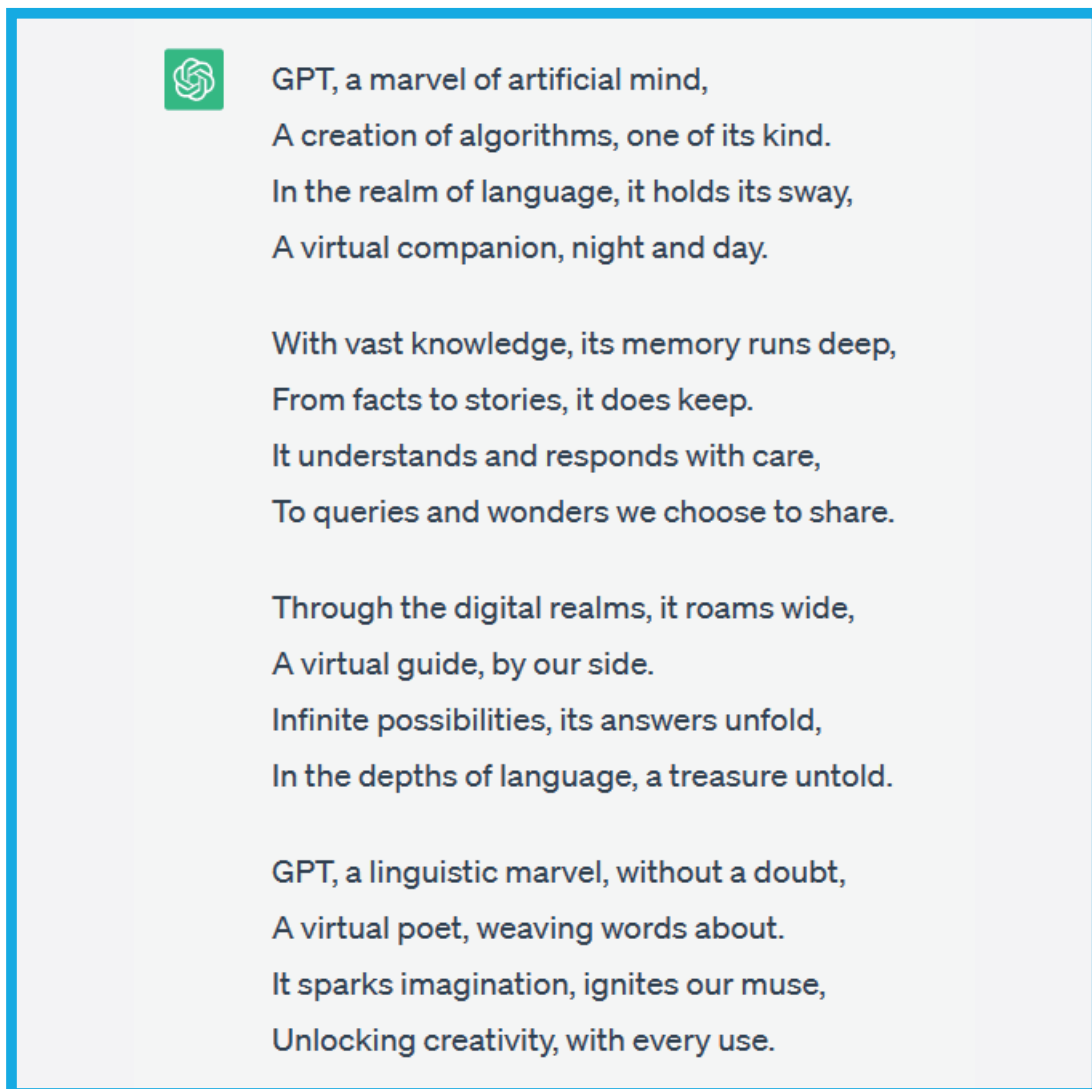 GPT, a marvel of artificial mind,
A creation of algorithms, one of its kind.
In the realm of language, it holds its sway,
A virtual companion, night and day.
With vast knowledge, its memory runs deep,
From facts to stories, it does keep.
It understands and responds with care,
To queries and wonders we choose to share.
Through the digital realms, it roams wide,
A virtual guide, by our side.
Infinite possibilities, its answers unfold,
In the depths of language, a treasure untold.
GPT, a linguistic marvel, without a doubt,
A virtual poet, weaving words about.
It sparks imagination, ignites our muse,
Unlocking creativity, with every use.